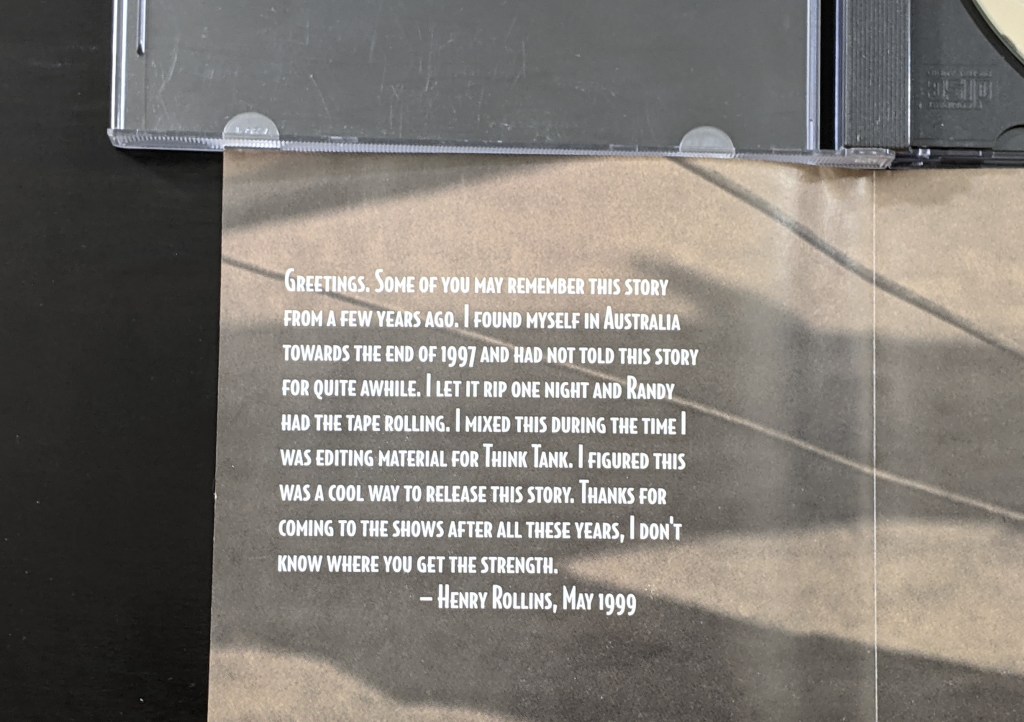 Greetings. Some of you may remember this story
from a few years ago. I found myself in Australia
towards the end of 1997 and had not told this story
for quite awhile. I let it rip one night and Randy
had the tape rolling. I mixed this during the time I
was editing material for Think Tank. I figured this
was a cool way to release this story. Thanks for
coming to the shows after all these years, I don't
know where you get the strength.
– Henry Rollins, May 1999